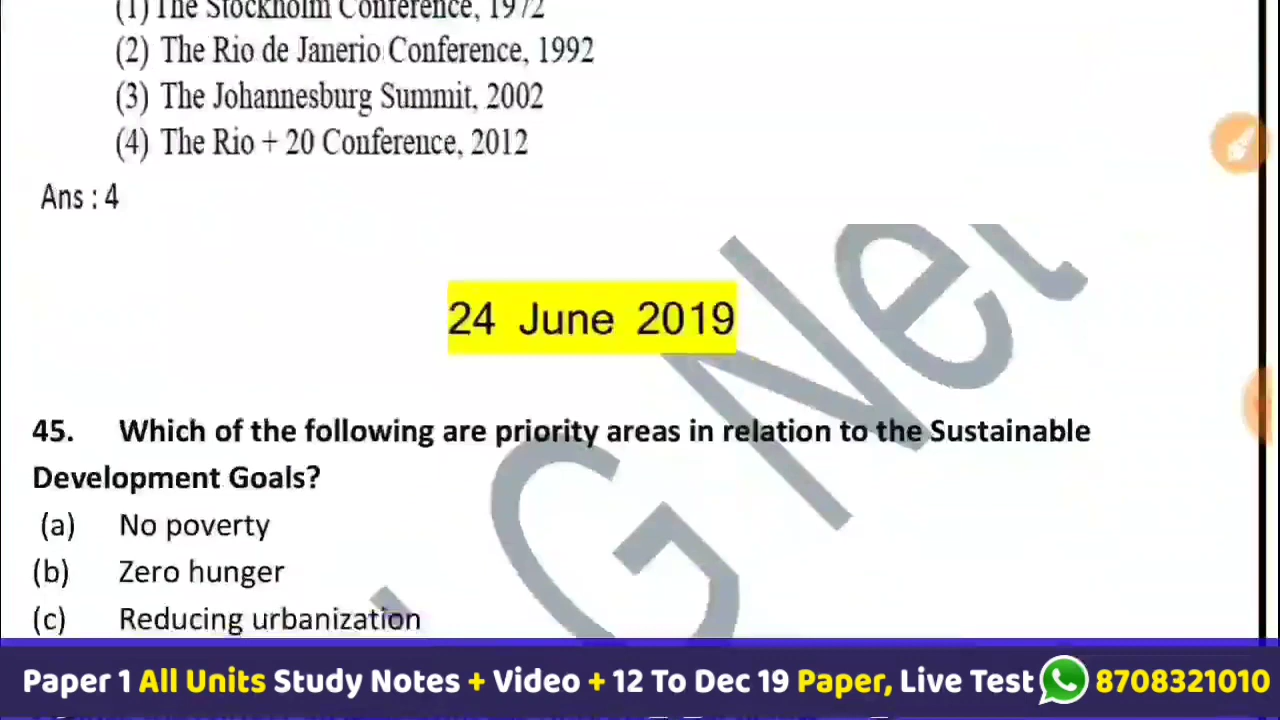 (1) The Stockholm Conference, 1972
(2) The Rio de Janerio Conference, 1992
(3) The Johannesburg Summit, 2002
(4) The Rio + 20 Conference, 2012
Ans : 4
24 June 2019
G Net
45. Which of the following are priority areas in relation to the Sustainable
Development Goals?
(a) No poverty
(b) Zero hunger
(c) Reducing urbanization
Paper 1 All Units Study Notes + Video + 12 To Dec 19 Paper, Live Test 8708321010